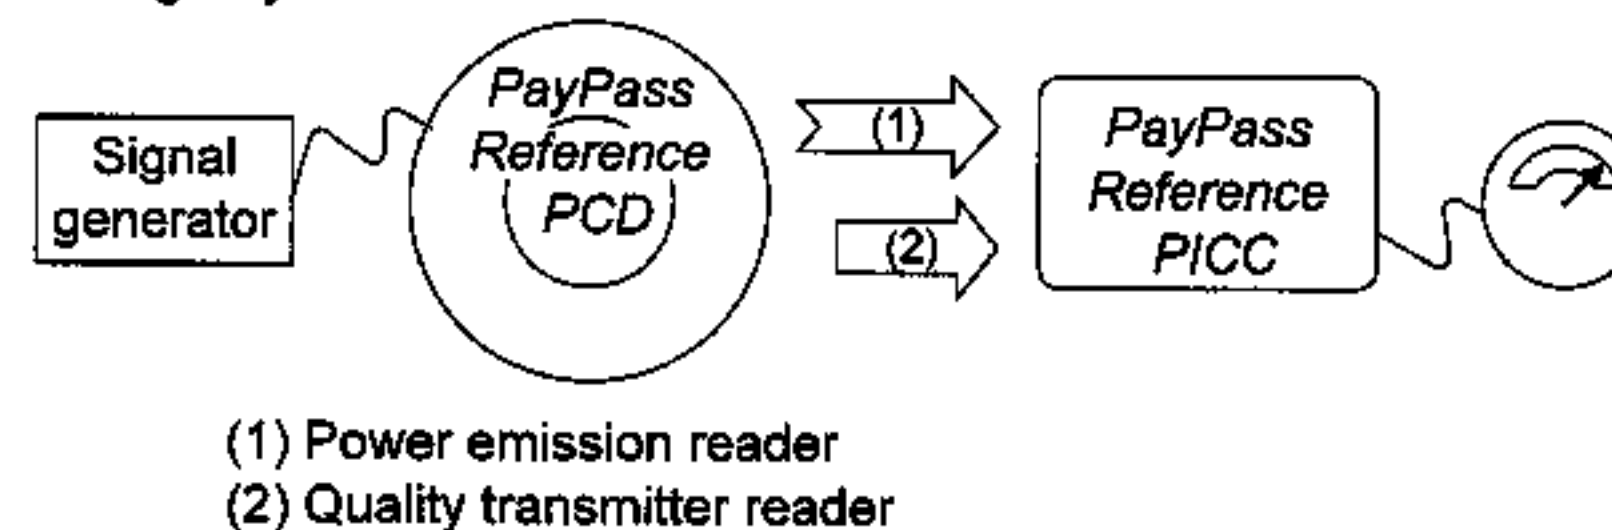 Signal
generator
PayPass
Reference
PCD
(1)
(2)
PayPass
Reference
PICC
(1) Power emission reader
(2) Quality transmitter reader